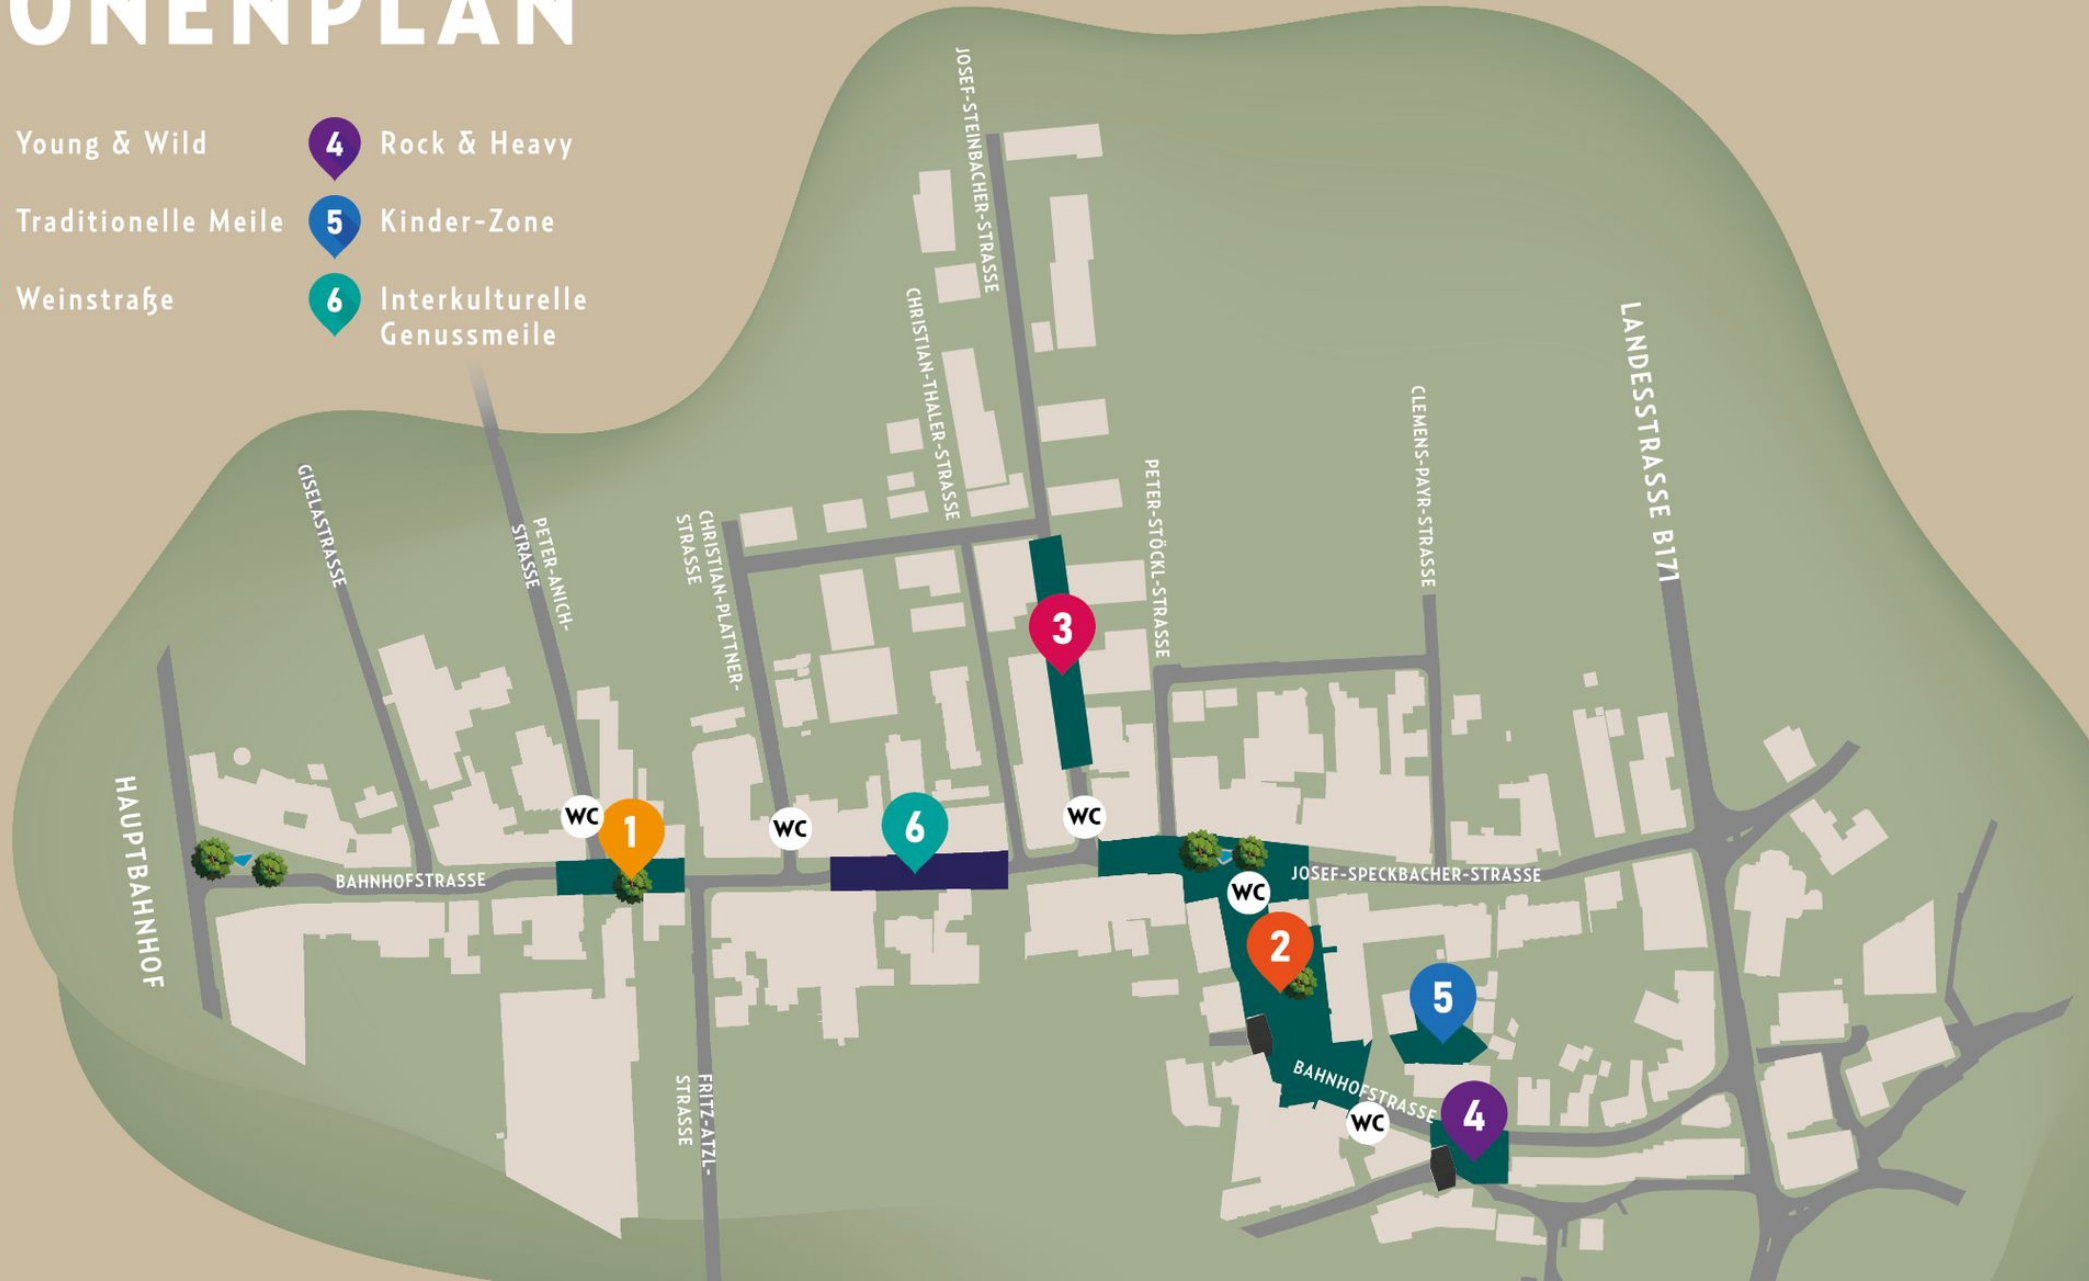 ONENPLAN
Young & Wild
4 Rock & Heavy
Traditionelle Meile
5 Kinder-Zone
Weinstraße
6 Interkulturelle
Genussmeile
JOSEF-STEINBACHER-STRASSE
CHRISTIAN-THALER-STRASSE
LANDESSTRASSE B171
CLEMENS-PAYR-STRASSE
PETER-STÖCKL-STRASSE
GISELASTRASSE
PETER-ANICH-
STRASSE
CHRISTIAN-PLATTNER-
STRASSE
3
HAUPTBAHNHOF
WC
1
WC
6
WC
BAHNHOFSTRASSE
JOSEF-SPECKBACHER-STRASSE
WC
2
5
BAHNHOFSTRASSE
4
WC
FRITZ-ATZL-
STRASSE